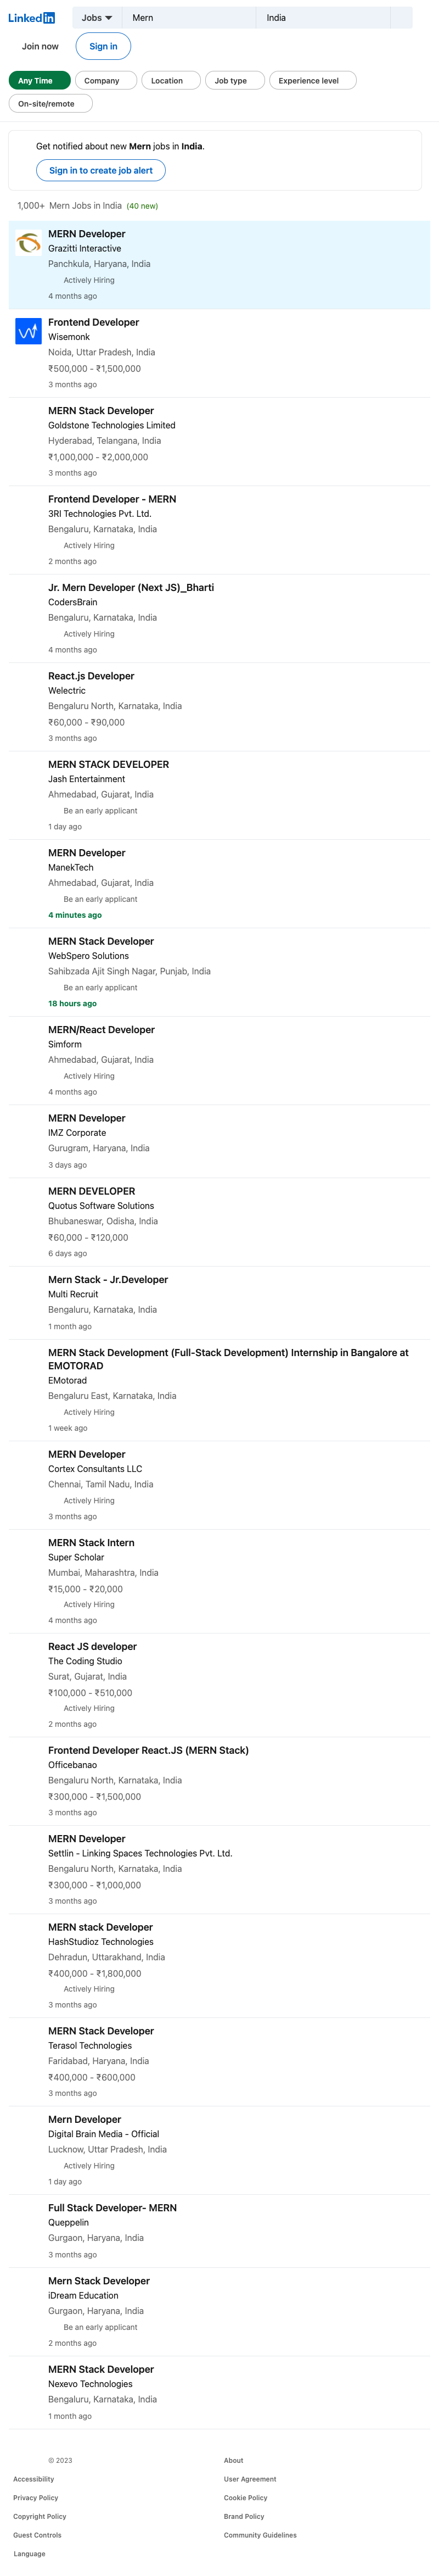 LinkedIn
Jobs
Mern
India
Join now
Sign in
Any Time
Company
Location
Job type
Experience level
On-site/remote
Get notified about new Mern jobs in India.
Sign in to create job alert
1,000+ Mern Jobs in India (40 new)
MERN Developer
Grazitti Interactive
Panchkula, Haryana, India
Actively Hiring
4 months ago
Frontend Developer
Wisemonk
Noida, Uttar Pradesh, India
₹500,000 - ₹1,500,000
3 months ago
MERN Stack Developer
Goldstone Technologies Limited
Hyderabad, Telangana, India
₹1,000,000 - ₹2,000,000
3 months ago
Frontend Developer - MERN
3RI Technologies Pvt. Ltd.
Bengaluru, Karnataka, India
Actively Hiring
2 months ago
Jr. Mern Developer (Next JS)_Bharti
CodersBrain
Bengaluru, Karnataka, India
Actively Hiring
4 months ago
React.js Developer
Welectric
Bengaluru North, Karnataka, India
₹60,000 - ₹90,000
3 months ago
MERN STACK DEVELOPER
Jash Entertainment
Ahmedabad, Gujarat, India
Be an early applicant
1 day ago
MERN Developer
ManekTech
Ahmedabad, Gujarat, India
Be an early applicant
4 minutes ago
MERN Stack Developer
WebSpero Solutions
Sahibzada Ajit Singh Nagar, Punjab, India
Be an early applicant
18 hours ago
MERN/React Developer
Simform
Ahmedabad, Gujarat, India
Actively Hiring
4 months ago
MERN Developer
IMZ Corporate
Gurugram, Haryana, India
3 days ago
MERN DEVELOPER
Quotus Software Solutions
Bhubaneswar, Odisha, India
₹60,000 - ₹120,000
6 days ago
Mern Stack - Jr.Developer
Multi Recruit
Bengaluru, Karnataka, India
1 month ago
MERN Stack Development (Full-Stack Development) Internship in Bangalore at
EMOTORAD
EMotorad
Bengaluru East, Karnataka, India
Actively Hiring
1 week ago
MERN Developer
Cortex Consultants LLC
Chennai, Tamil Nadu, India
Actively Hiring
3 months ago
MERN Stack Intern
Super Scholar
Mumbai, Maharashtra, India
₹15,000 - ₹20,000
Actively Hiring
4 months ago
React JS developer
The Coding Studio
Surat, Gujarat, India
₹100,000 - ₹510,000
Actively Hiring
2 months ago
Frontend Developer React.JS (MERN Stack)
Officebanao
Bengaluru North, Karnataka, India
₹300,000 - ₹1,500,000
3 months ago
MERN Developer
Settlin - Linking Spaces Technologies Pvt. Ltd.
Bengaluru North, Karnataka, India
₹300,000 - ₹1,000,000
3 months ago
MERN stack Developer
HashStudioz Technologies
Dehradun, Uttarakhand, India
₹400,000 - ₹1,800,000
Actively Hiring
3 months ago
MERN Stack Developer
Terasol Technologies
Faridabad, Haryana, India
₹400,000 - ₹600,000
3 months ago
Mern Developer
Digital Brain Media - Official
Lucknow, Uttar Pradesh, India
Actively Hiring
1 day ago
Full Stack Developer- MERN
Queppelin
Gurgaon, Haryana, India
3 months ago
Mern Stack Developer
iDream Education
Gurgaon, Haryana, India
Be an early applicant
2 months ago
MERN Stack Developer
Nexevo Technologies
Bengaluru, Karnataka, India
1 month ago
© 2023
About
Accessibility
User Agreement
Privacy Policy
Cookie Policy
Copyright Policy
Brand Policy
Guest Controls
Community Guidelines
Language